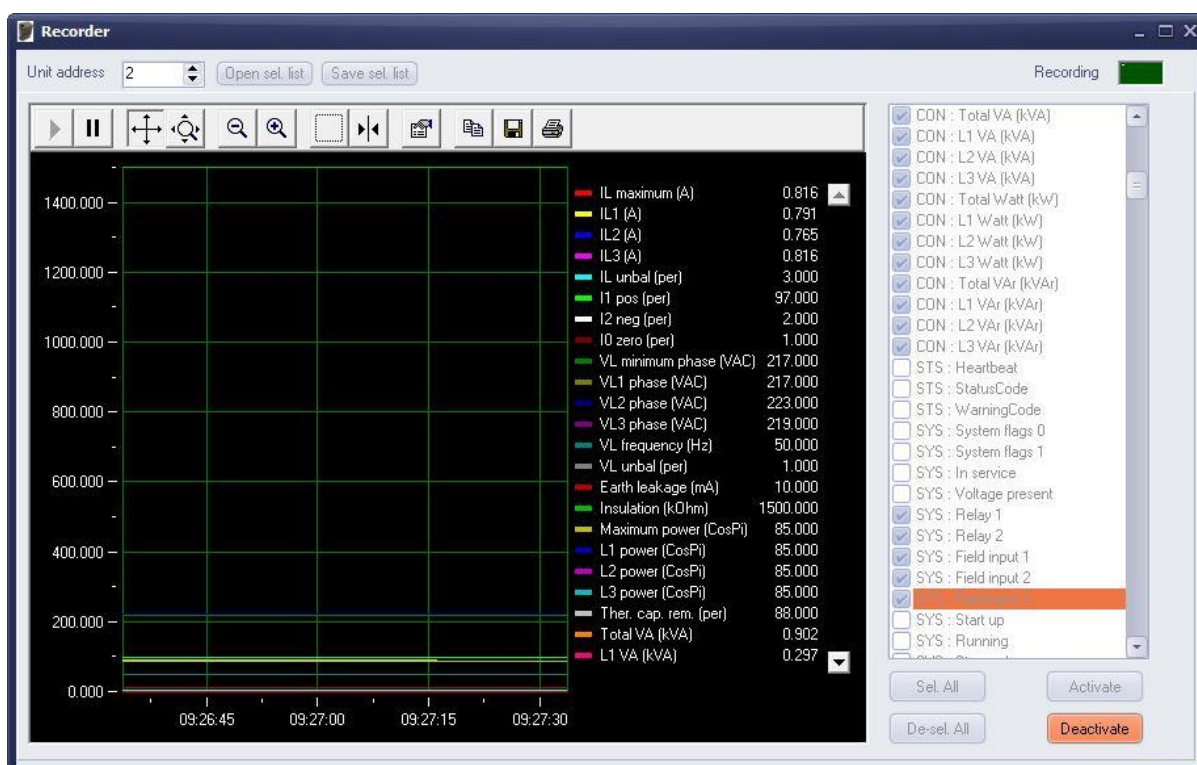 Recorder
Unit address 2 Open sel. list Save sel. list Recording
1400.000
1200.000
1000.000
800.000
600.000
400.000
200.000
0.000
09:26:45 09:27:00 09:27:15 09:27:30
IL maximum (A) 0.816
IL1 (A) 0.791
IL2 (A) 0.765
IL3 (A) 0.816
IL unbal (per) 3.000
I1 pos (per) 97.000
I2 neg (per) 2.000
I0 zero (per) 1.000
VL minimum phase (VAC) 217.000
VL1 phase (VAC) 217.000
VL2 phase (VAC) 223.000
VL3 phase (VAC) 219.000
VL frequency (Hz) 50.000
VL unbal (per) 1.000
Earth leakage (mA) 10.000
Insulation (kOhm) 1500.000
Maximum power (CosPi) 85.000
L1 power (CosPi) 85.000
L2 power (CosPi) 85.000
L3 power (CosPi) 85.000
Ther. cap. rem. (per) 88.000
Total VA (kVA) 0.902
L1 VA (kVA) 0.297
CON : Total VA (kVA)
CON : L1 VA (kVA)
CON : L2 VA (kVA)
CON : L3 VA (kVA)
CON : Total Watt (kW)
CON : L1 Watt (kW)
CON : L2 Watt (kW)
CON : L3 Watt (kW)
CON : Total VAr (kVAr)
CON : L1 VAr (kVAr)
CON : L2 VAr (kVAr)
CON : L3 VAr (kVAr)
STS : Heartbeat
STS : StatusCode
STS : WarningCode
SYS : System flags 0
SYS : System flags 1
SYS : In service
SYS : Voltage present
SYS : Relay 1
SYS : Relay 2
SYS : Field input 1
SYS : Field input 2
SYS : Start up
SYS : Running
Sel. All Activate
De-sel. All Deactivate